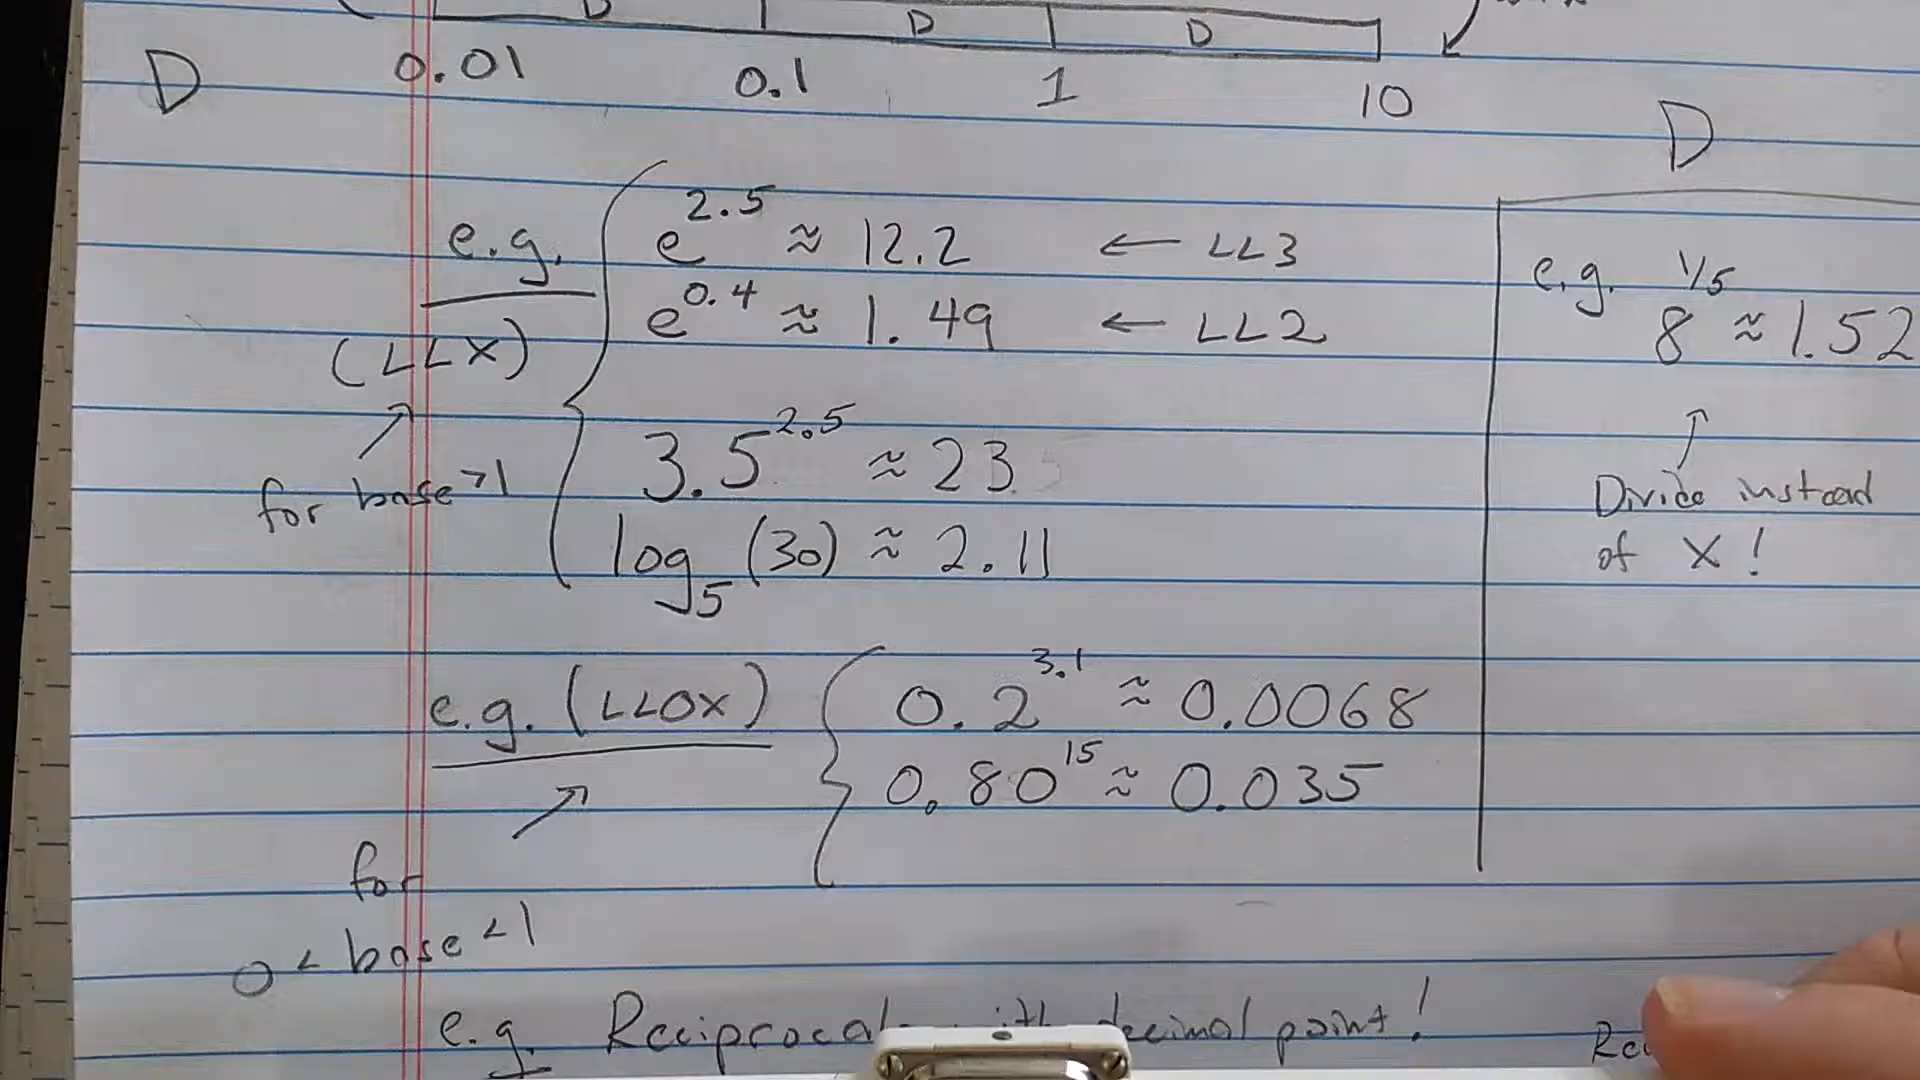 D D D
D 0.01 0.1 1 10
D
e.g. e^2.5 ≈ 12.2 ← LL3
(LLX) e^0.4 ≈ 1.49 ← LL2
for base >1
3.5^2.5 ≈ 23
log_5 (30) ≈ 2.11
e.g. 8^1/5 ≈ 1.52
Divide instead
of X!
e.g. (LLOX) 0.2^3.1 ≈ 0.0068
0.80^15 ≈ 0.035
for
0 < base < 1
e.g. decimal point!